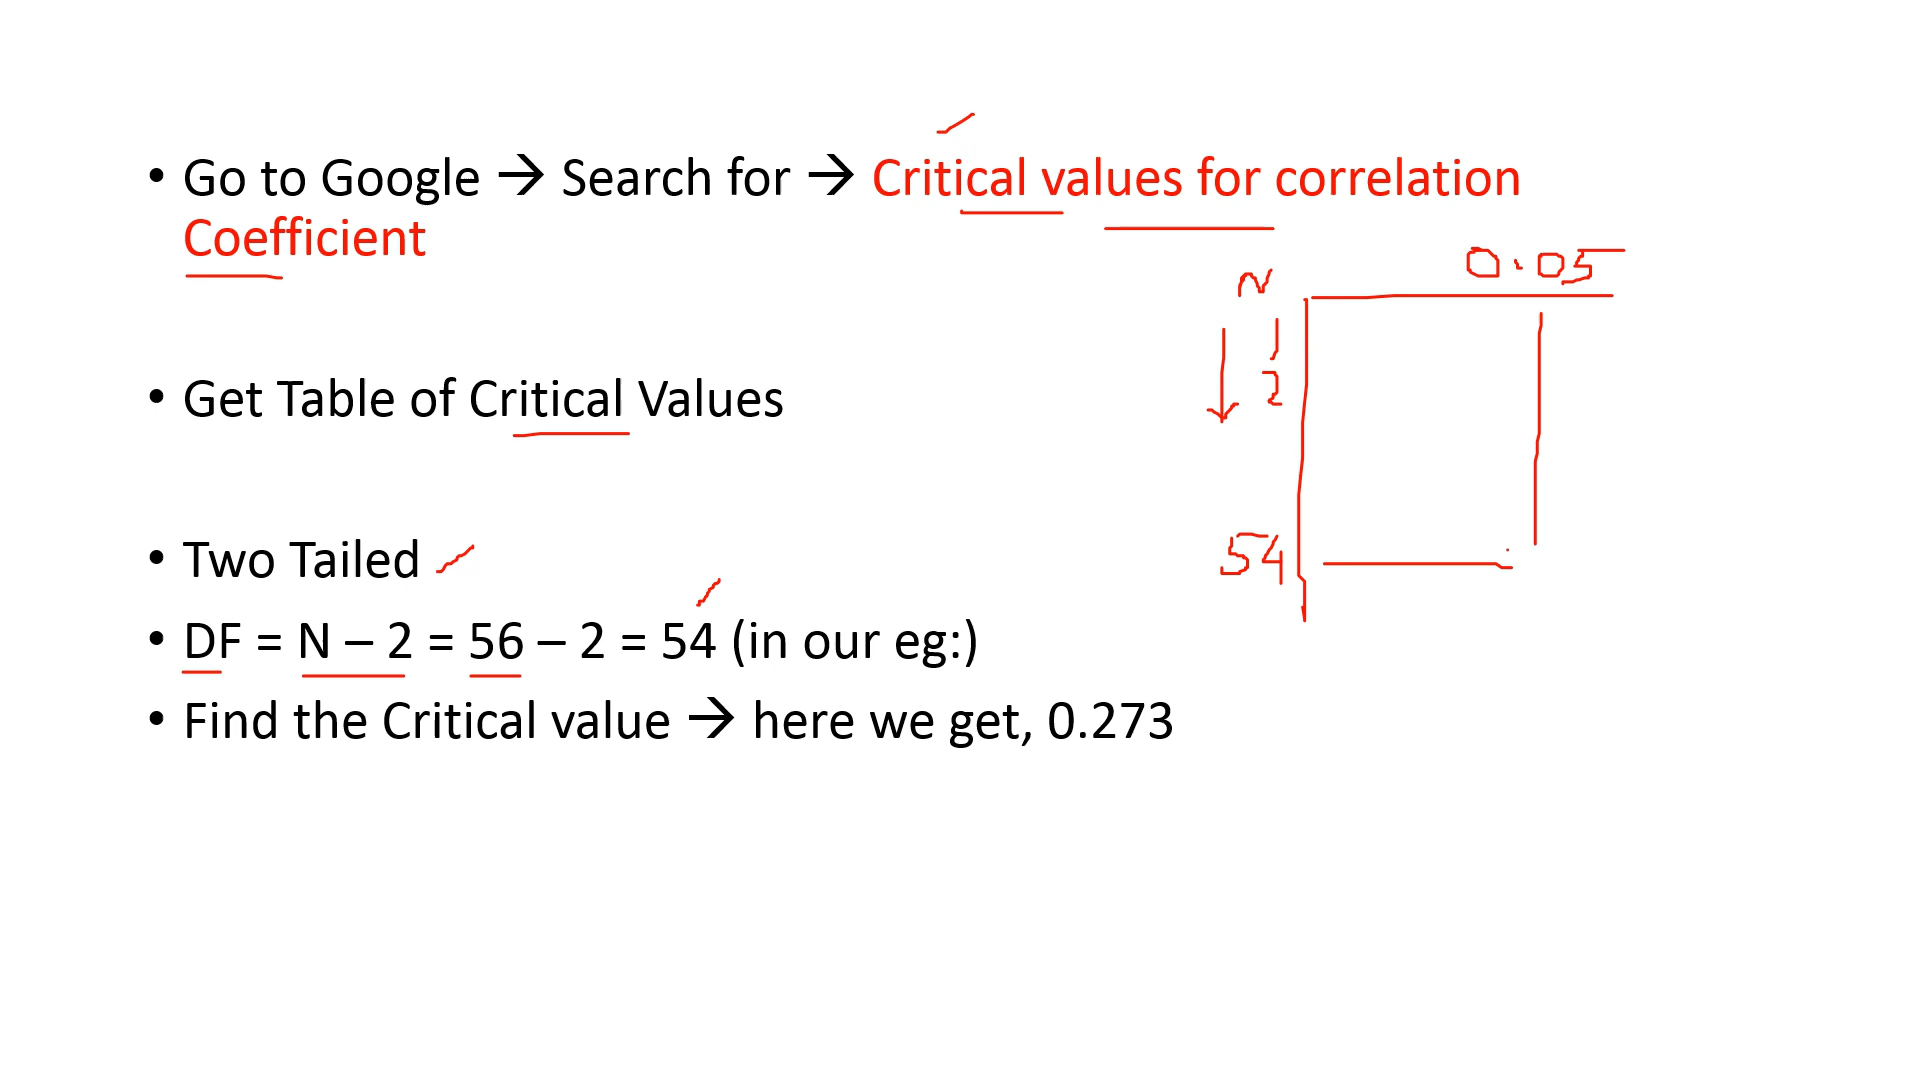 • Go to Google → Search for → Critical values for correlation
Coefficient
0.05
N
1
2
• Get Table of Critical Values
54
• Two Tailed
• DF = N – 2 = 56 – 2 = 54 (in our eg:)
• Find the Critical value → here we get, 0.273